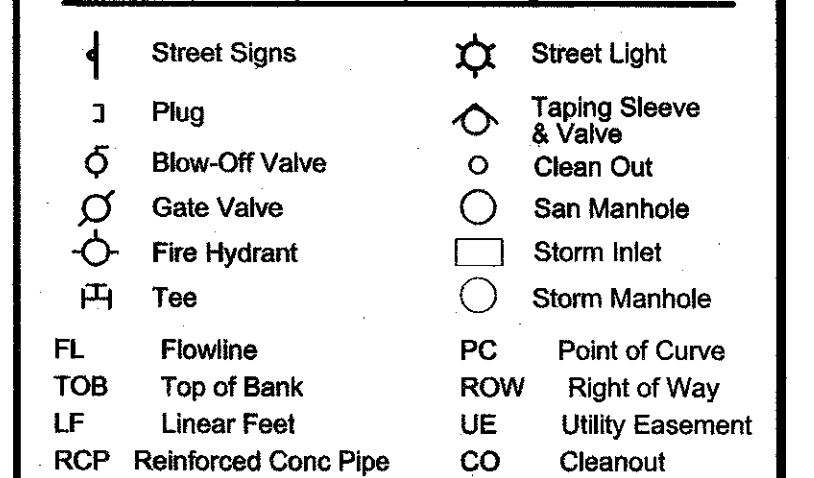 Street Signs
Street Light
Plug
Taping Sleeve
& Valve
Blow-Off Valve
Clean Out
Gate Valve
San Manhole
Fire Hydrant
Storm Inlet
Tee
Storm Manhole
FL Flowline
PC Point of Curve
TOB Top of Bank
ROW Right of Way
LF Linear Feet
UE Utility Easement
RCP Reinforced Conc Pipe
CO Cleanout